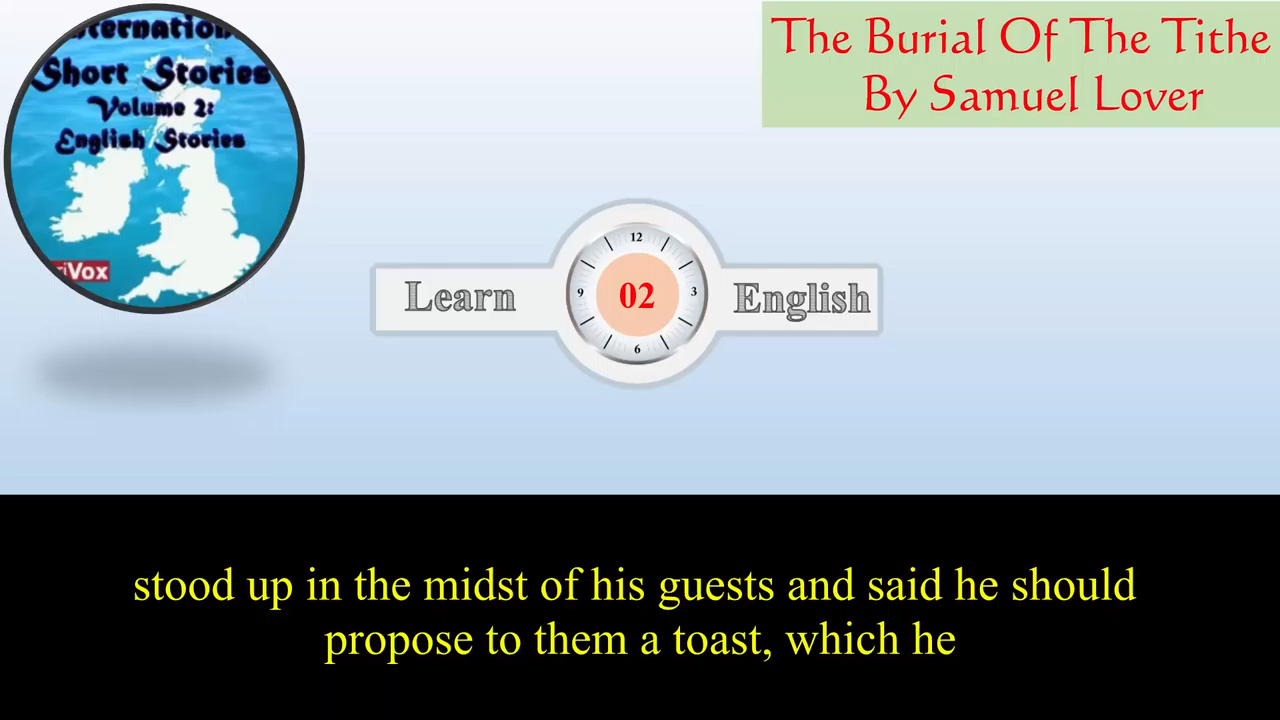 nternation
Short Stories
Volume 2:
English Stories
riVox
The Burial Of The Tithe
By Samuel Lover
Learn
12
9
02
3
6
English
stood up in the midst of his guests and said he should
propose to them a toast, which he